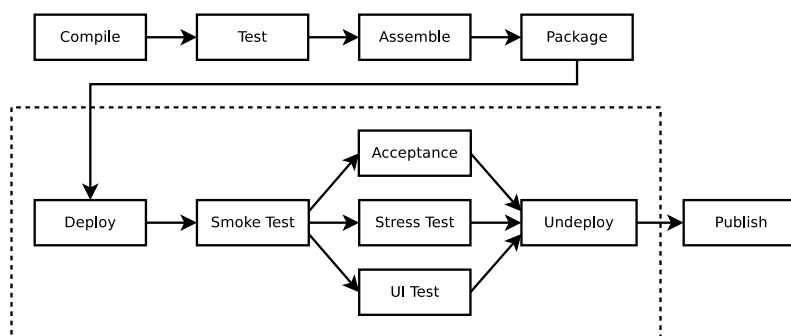 Compile
Test
Assemble
Package
Acceptance
Deploy
Smoke Test
Stress Test
Undeploy
Publish
UI Test